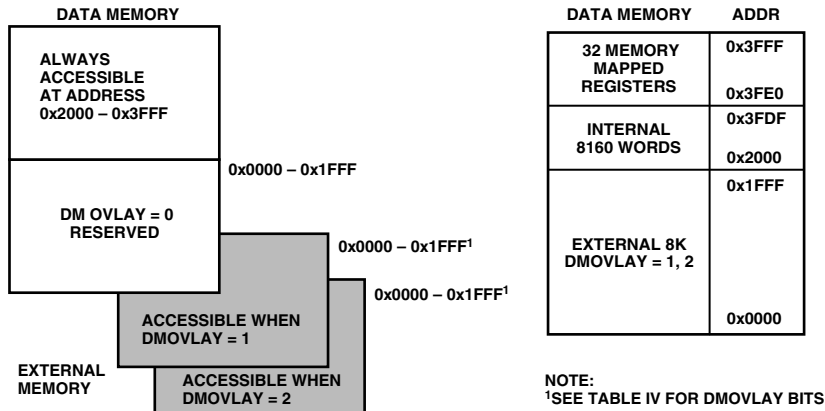 DATA MEMORY
ALWAYS
ACCESSIBLE
AT ADDRESS
0x2000 – 0x3FFF
0x0000 – 0x1FFF
DM OVLAY = 0
RESERVED
0x0000 – 0x1FFF¹
0x0000 – 0x1FFF¹
ACCESSIBLE WHEN
DMOVLAY = 1
EXTERNAL
MEMORY
ACCESSIBLE WHEN
DMOVLAY = 2
DATA MEMORY ADDR
32 MEMORY
MAPPED
REGISTERS
0x3FFF
0x3FE0
INTERNAL
8160 WORDS
0x3FDF
0x2000
EXTERNAL 8K
DMOVLAY = 1, 2
0x1FFF
0x0000
NOTE:
¹SEE TABLE IV FOR DMOVLAY BITS